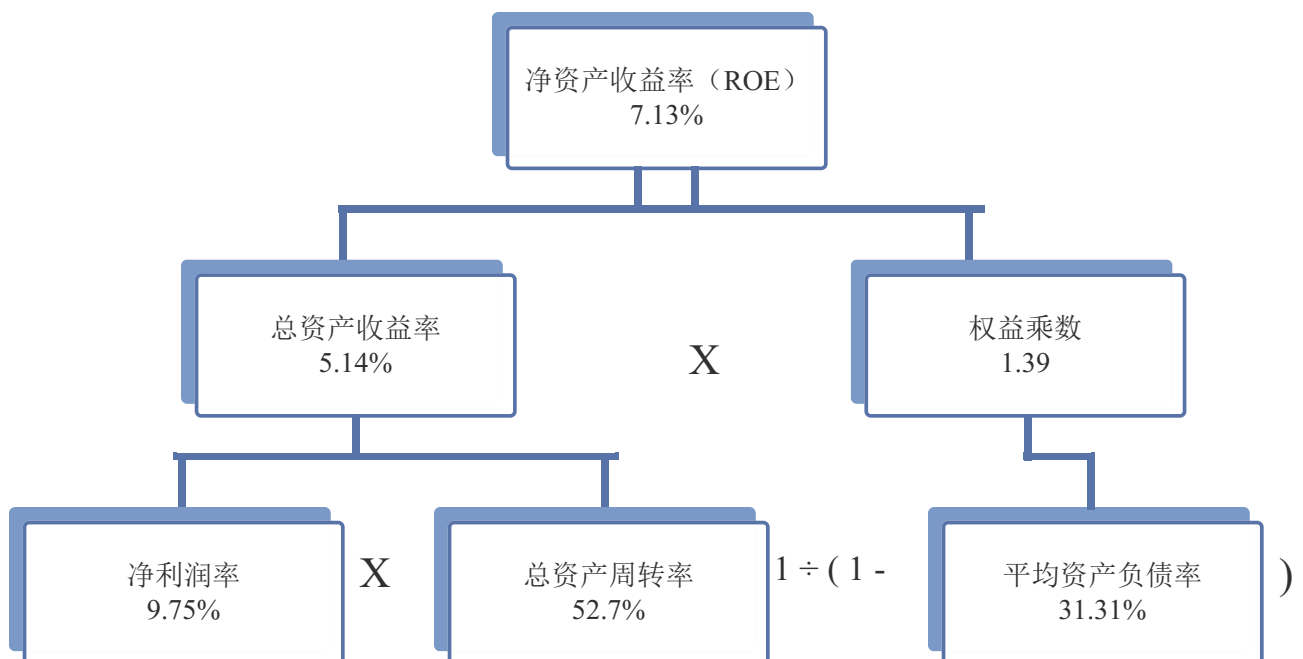 净资产收益率（ROE）
7.13%
总资产收益率
5.14%
X
权益乘数
1.39
净利润率
9.75%
X
总资产周转率
52.7%
1 ÷ ( 1 -
平均资产负债率
31.31%
)